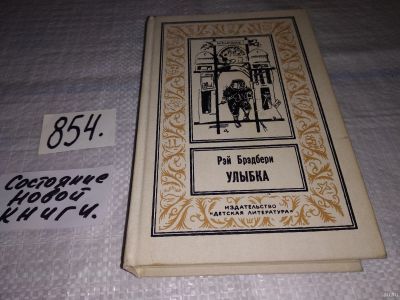 854.
Состояние
Новой
книги.
Рэй Брэдбери
УЛЫБКА
ИЗДАТЕЛЬСТВО
«ДЕТСКАЯ ЛИТЕРАТУРА»